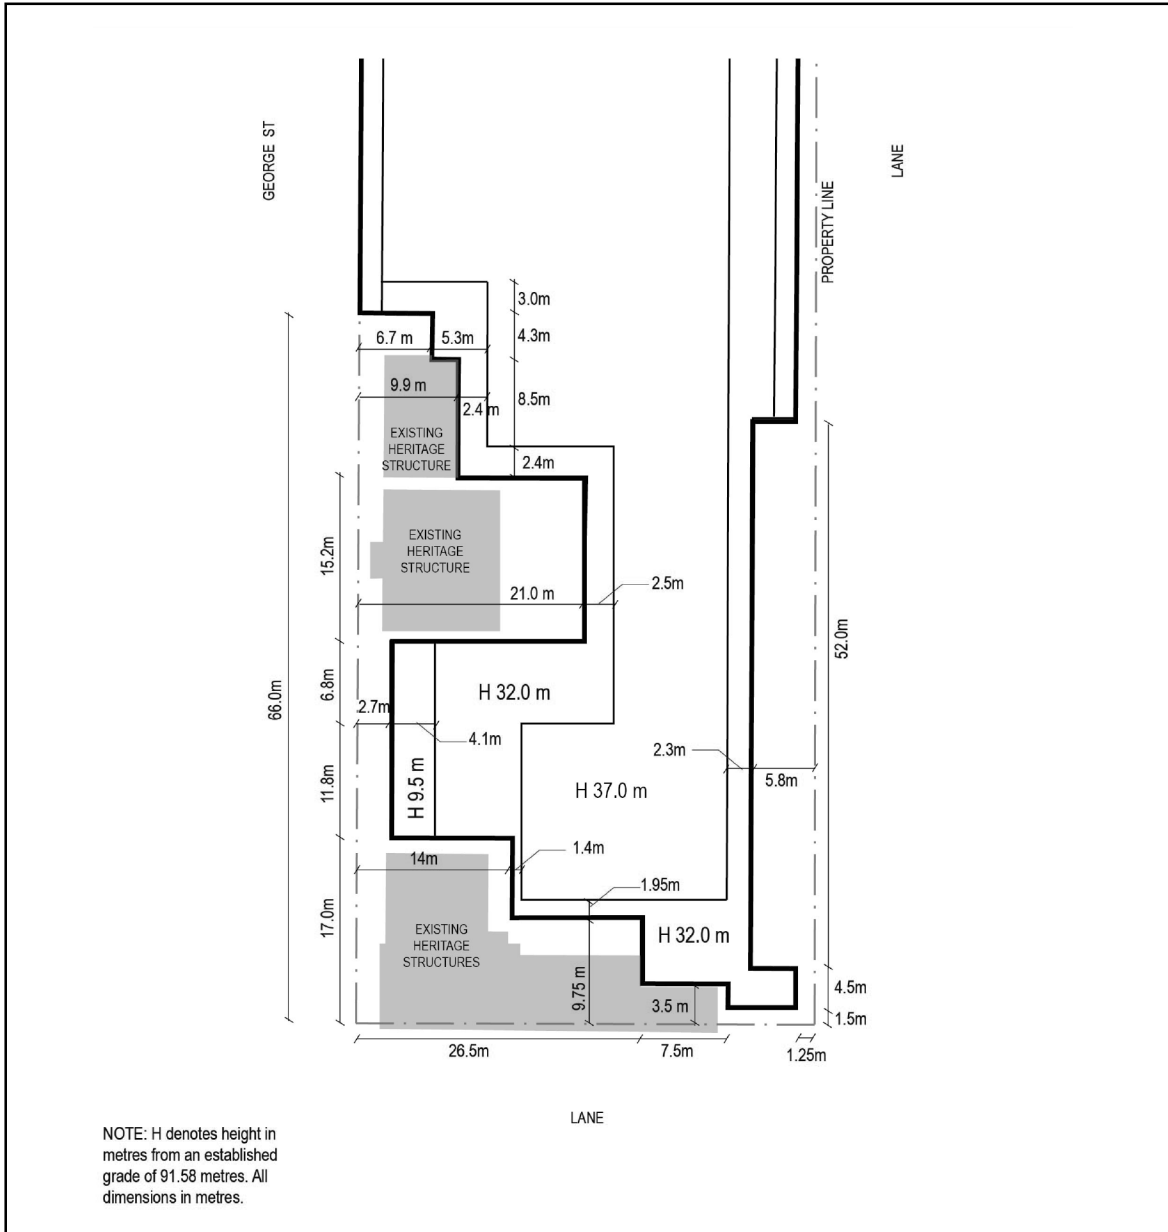 GEORGE ST
LANE
PROPERTY LINE
3.0m
6.7 m
5.3m
4.3m
9.9 m
2.4 m
8.5m
EXISTING
HERITAGE
STRUCTURE
2.4m
15.2m
EXISTING
HERITAGE
STRUCTURE
21.0 m
2.5m
52.0m
66.0m
6.8m
H 32.0 m
2.7m
4.1m
2.3m
5.8m
11.8m
H 9.5 m
H 37.0 m
14m
1.4m
1.95m
17.0m
EXISTING
HERITAGE
STRUCTURES
H 32.0 m
9.75 m
3.5 m
4.5m
1.5m
26.5m
7.5m
1.25m
LANE
NOTE: H denotes height in
metres from an established
grade of 91.58 metres. All
dimensions in metres.